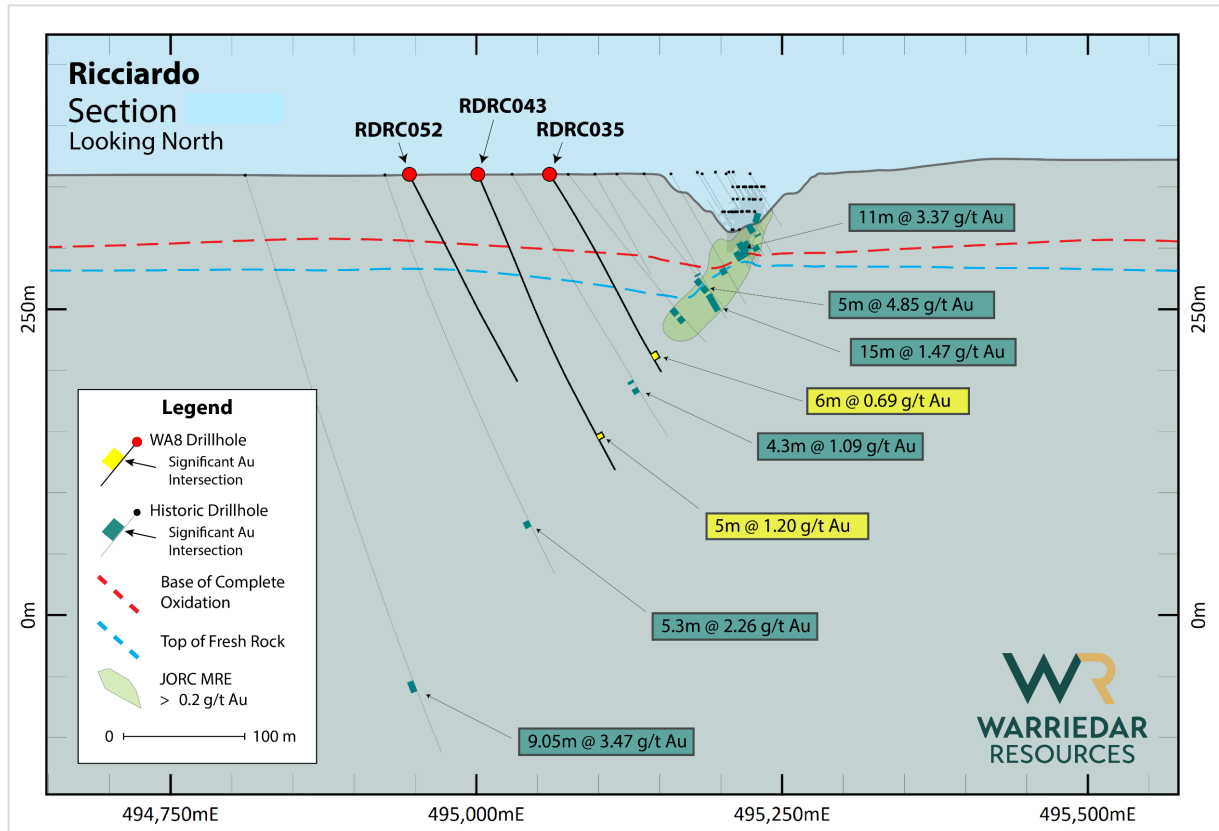 Ricciardo
Section
Looking North
RDRC052
RDRC043
RDRC035
11m @ 3.37 g/t Au
5m @ 4.85 g/t Au
15m @ 1.47 g/t Au
6m @ 0.69 g/t Au
4.3m @ 1.09 g/t Au
5m @ 1.20 g/t Au
5.3m @ 2.26 g/t Au
9.05m @ 3.47 g/t Au
250m
0m
250m
0m
Legend
WA8 Drillhole
Significant Au
Intersection
Historic Drillhole
Significant Au
Intersection
Base of Complete
Oxidation
Top of Fresh Rock
JORC MRE
> 0.2 g/t Au
0 100 m
WR
WARRIEDAR
RESOURCES
494,750mE
495,000mE
495,250mE
495,500mE